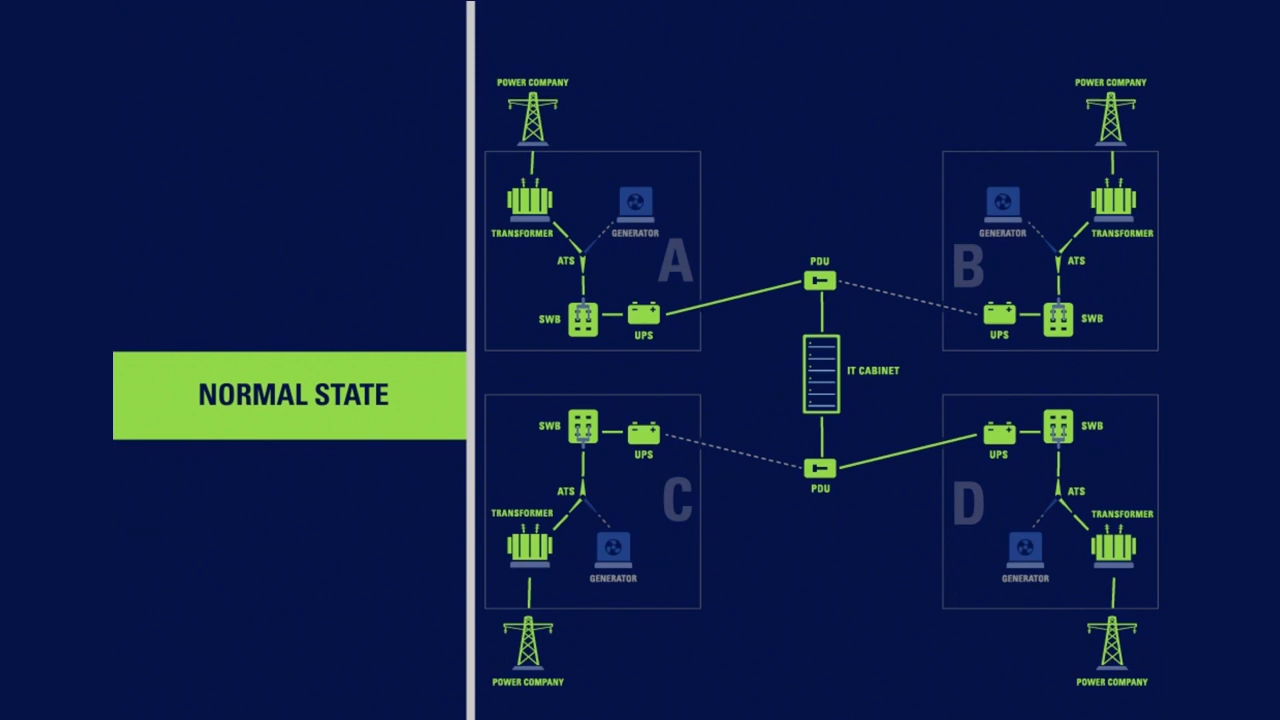 NORMAL STATE
POWER COMPANY
TRANSFORMER
GENERATOR
A
ATS
SWB
UPS
POWER COMPANY
GENERATOR
TRANSFORMER
B
ATS
UPS
SWB
PDU
IT CABINET
PDU
SWB
UPS
C
ATS
TRANSFORMER
GENERATOR
POWER COMPANY
SWB
UPS
D
ATS
TRANSFORMER
GENERATOR
POWER COMPANY